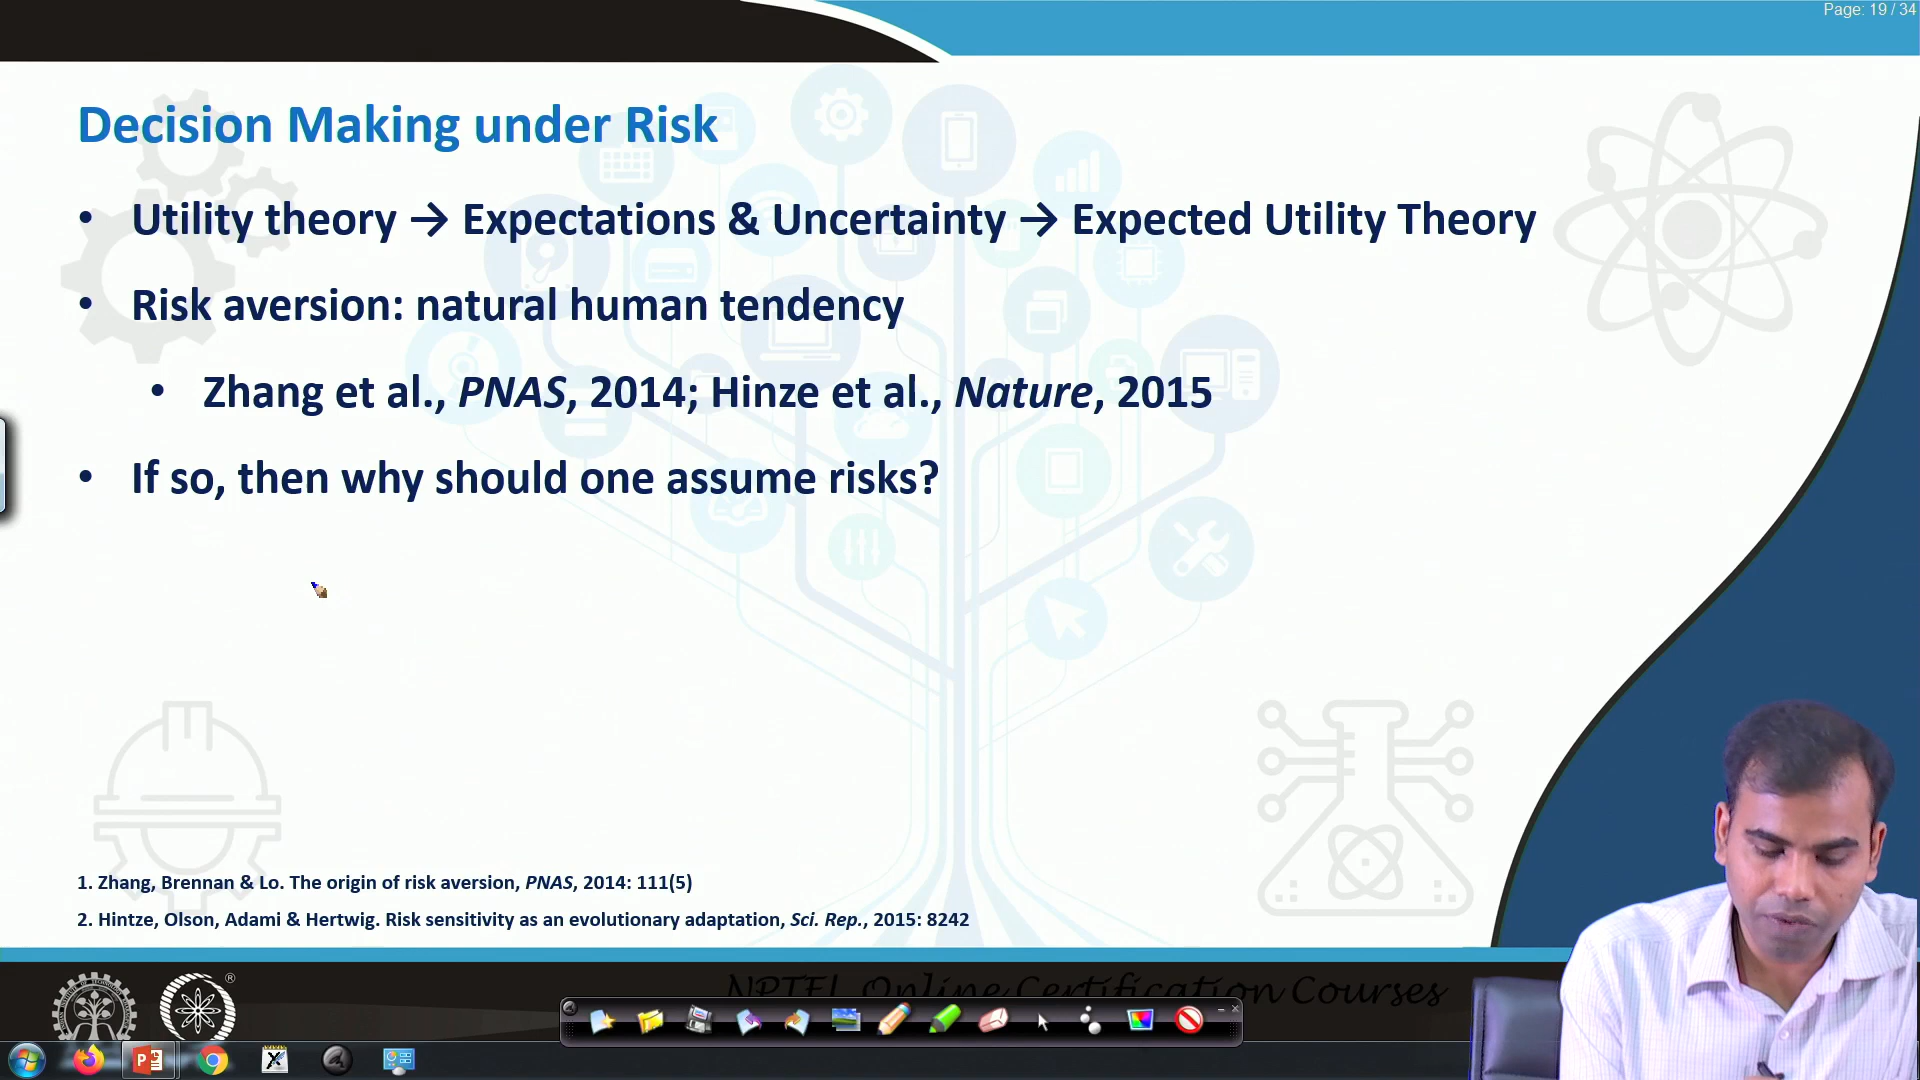 Page: 19 / 34
Decision Making under Risk
• Utility theory → Expectations & Uncertainty → Expected Utility Theory
• Risk aversion: natural human tendency
• Zhang et al., PNAS, 2014; Hinze et al., Nature, 2015
• If so, then why should one assume risks?
1. Zhang, Brennan & Lo. The origin of risk aversion, PNAS, 2014: 111(5)
2. Hintze, Olson, Adami & Hertwig. Risk sensitivity as an evolutionary adaptation, Sci. Rep., 2015: 8242
NPTEL Online Certification Courses